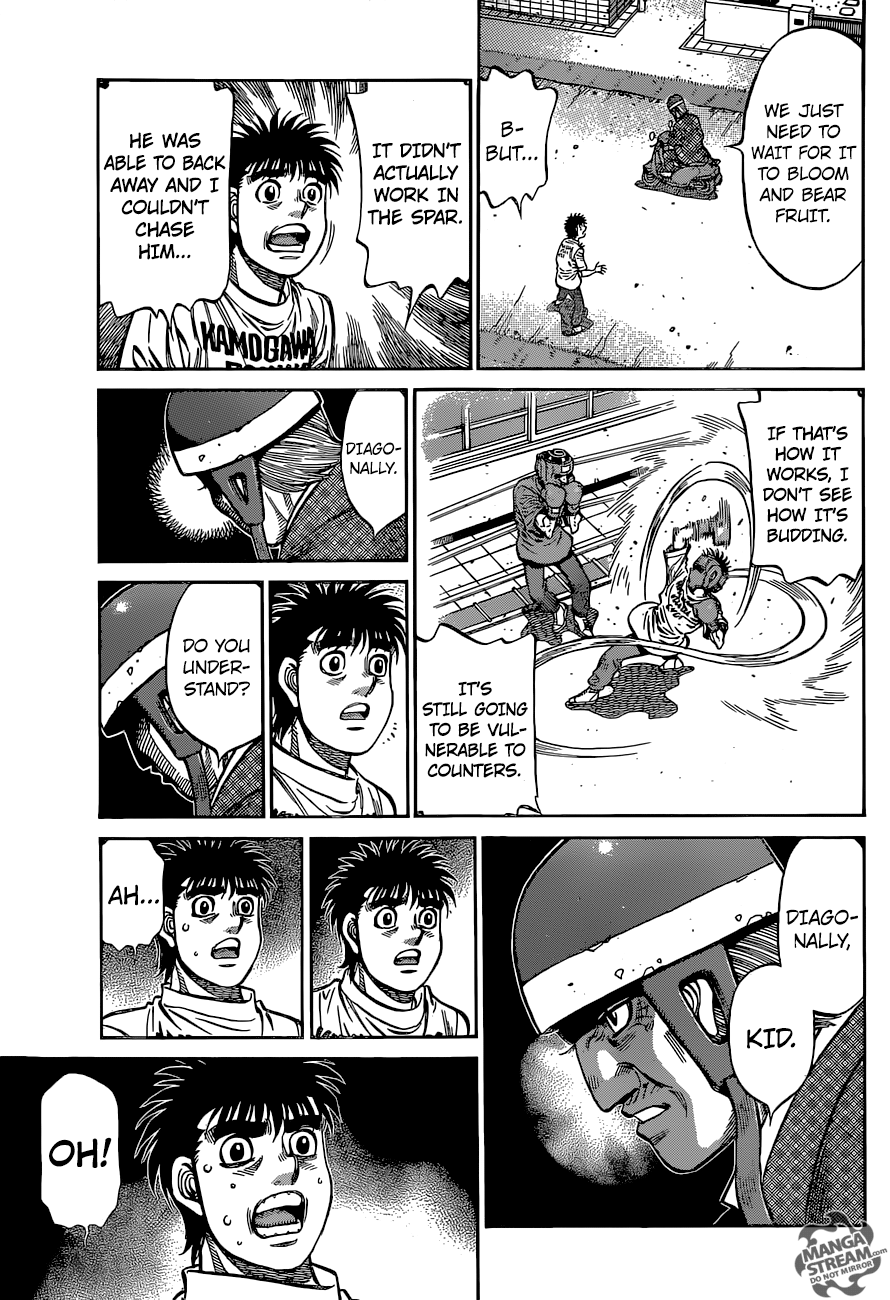 WE JUST
NEED TO
WAIT FOR IT
TO BLOOM
AND BEAR
FRUIT.
B-
BUT...
IT DIDN'T
ACTUALLY
WORK IN
THE SPAR.
HE WAS
ABLE TO BACK
AWAY AND I
COULDN'T
CHASE
HIM...
KAMOGAWA
IF THAT'S
HOW IT
WORKS, I
DON'T SEE
HOW IT'S
BUDDING.
IT'S
STILL GOING
TO BE VUL-
NERABLE TO
COUNTERS.
DIAGO-
NALLY.
DO YOU
UNDER-
STAND?
DIAGO-
NALLY,
KID.
AH...
OH!
MANGA
STREAM.com
DO NOT MIRROR